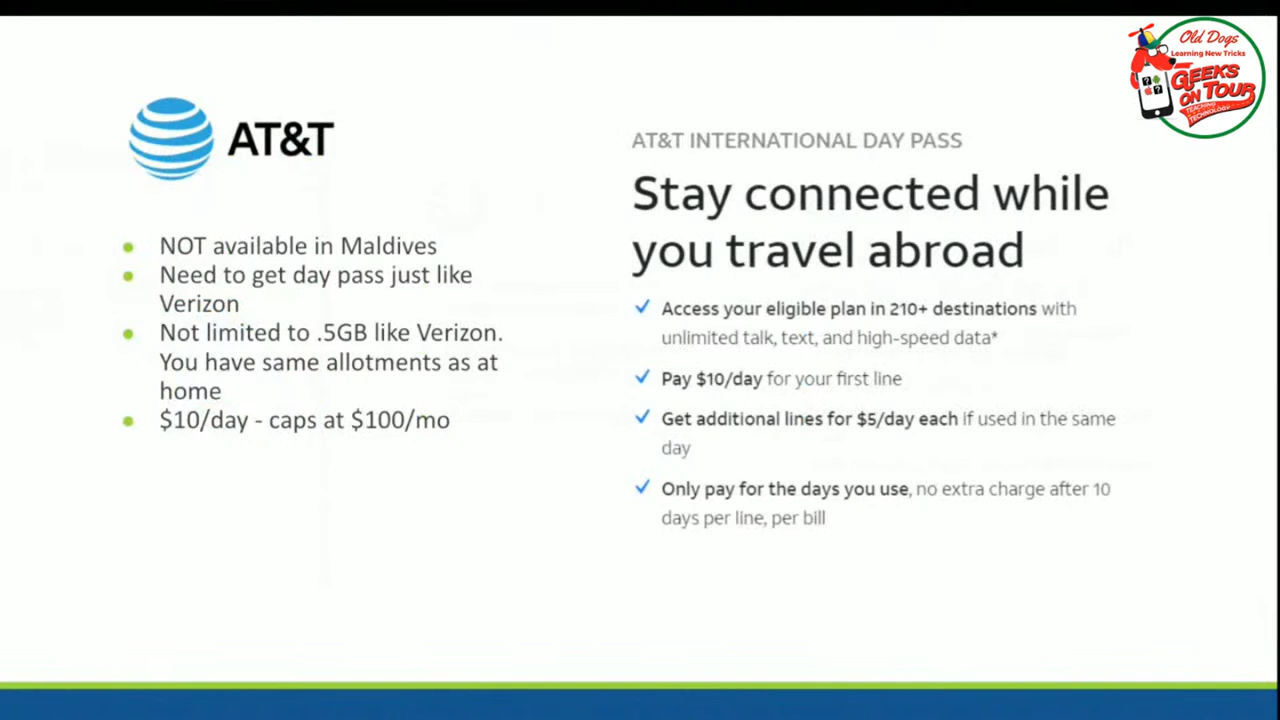 Old Dogs
Learning New Tricks
GEEKS
ON TOUR
TEACHING
TECHNOLOGY
AT&T
NOT available in Maldives
Need to get day pass just like
Verizon
Not limited to .5GB like Verizon.
You have same allotments as at
home
$10/day - caps at $100/mo
AT&T INTERNATIONAL DAY PASS
Stay connected while
you travel abroad
Access your eligible plan in 210+ destinations with
unlimited talk, text, and high-speed data*
Pay $10/day for your first line
Get additional lines for $5/day each if used in the same
day
Only pay for the days you use, no extra charge after 10
days per line, per bill